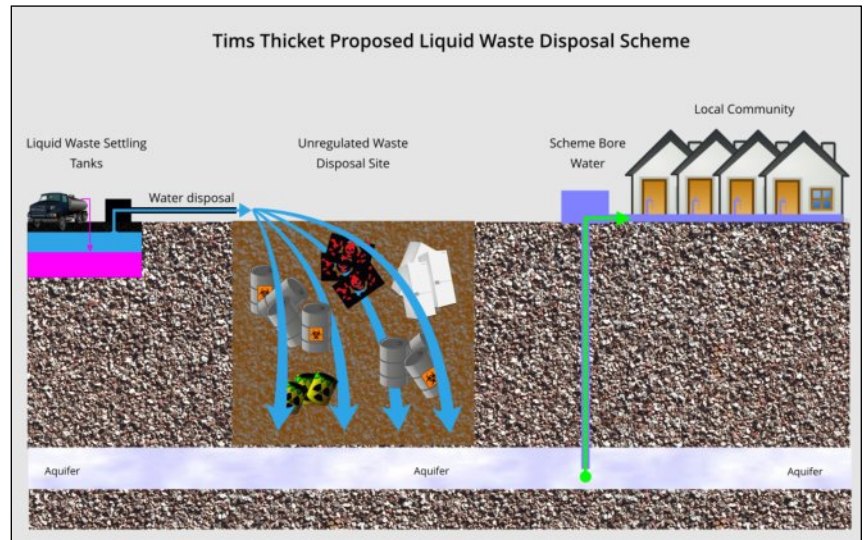 Tims Thicket Proposed Liquid Waste Disposal Scheme
Local Community
Liquid Waste Settling
Tanks
Unregulated Waste
Disposal Site
Scheme Bore
Water
Water disposal
Aquifer
Aquifer
Aquifer